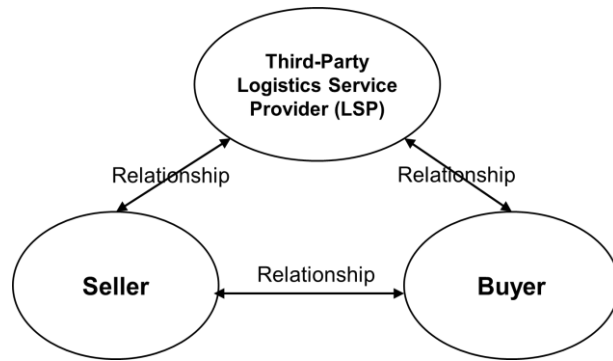 Third-Party
Logistics Service
Provider (LSP)
Relationship
Relationship
Relationship
Seller
Buyer